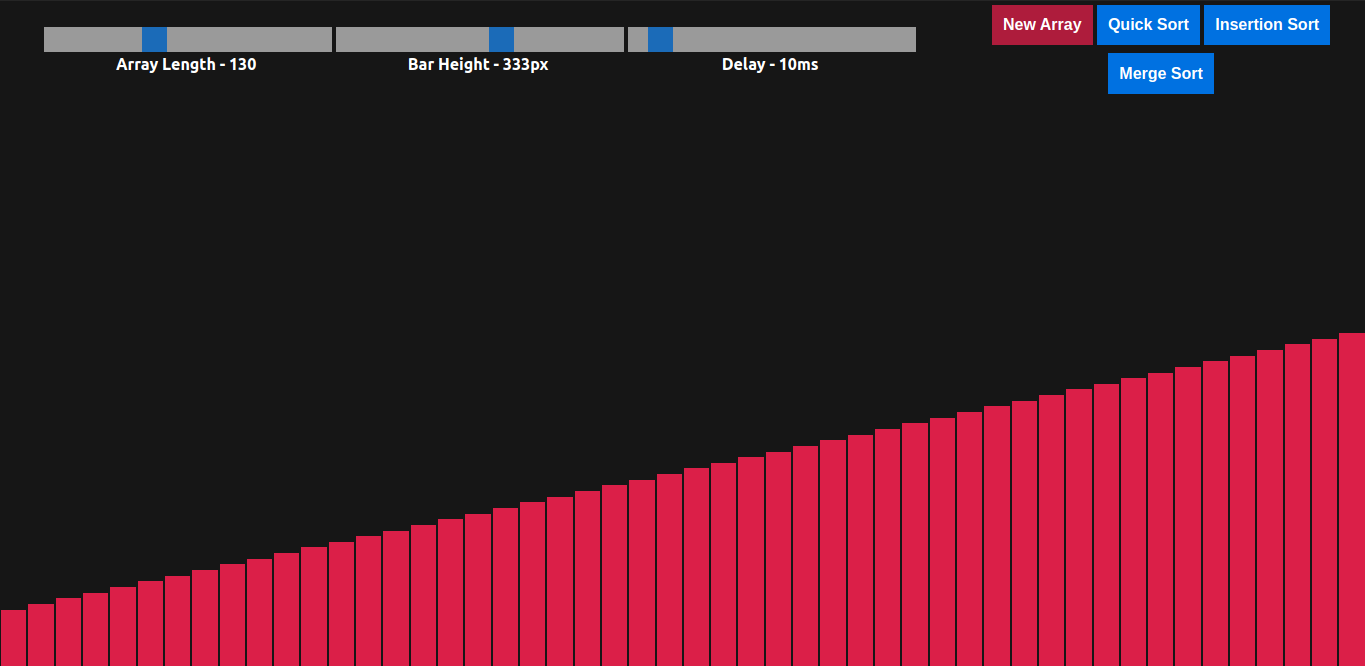 New Array Quick Sort Insertion Sort
Array Length - 130 Bar Height - 333px Delay - 10ms
Merge Sort